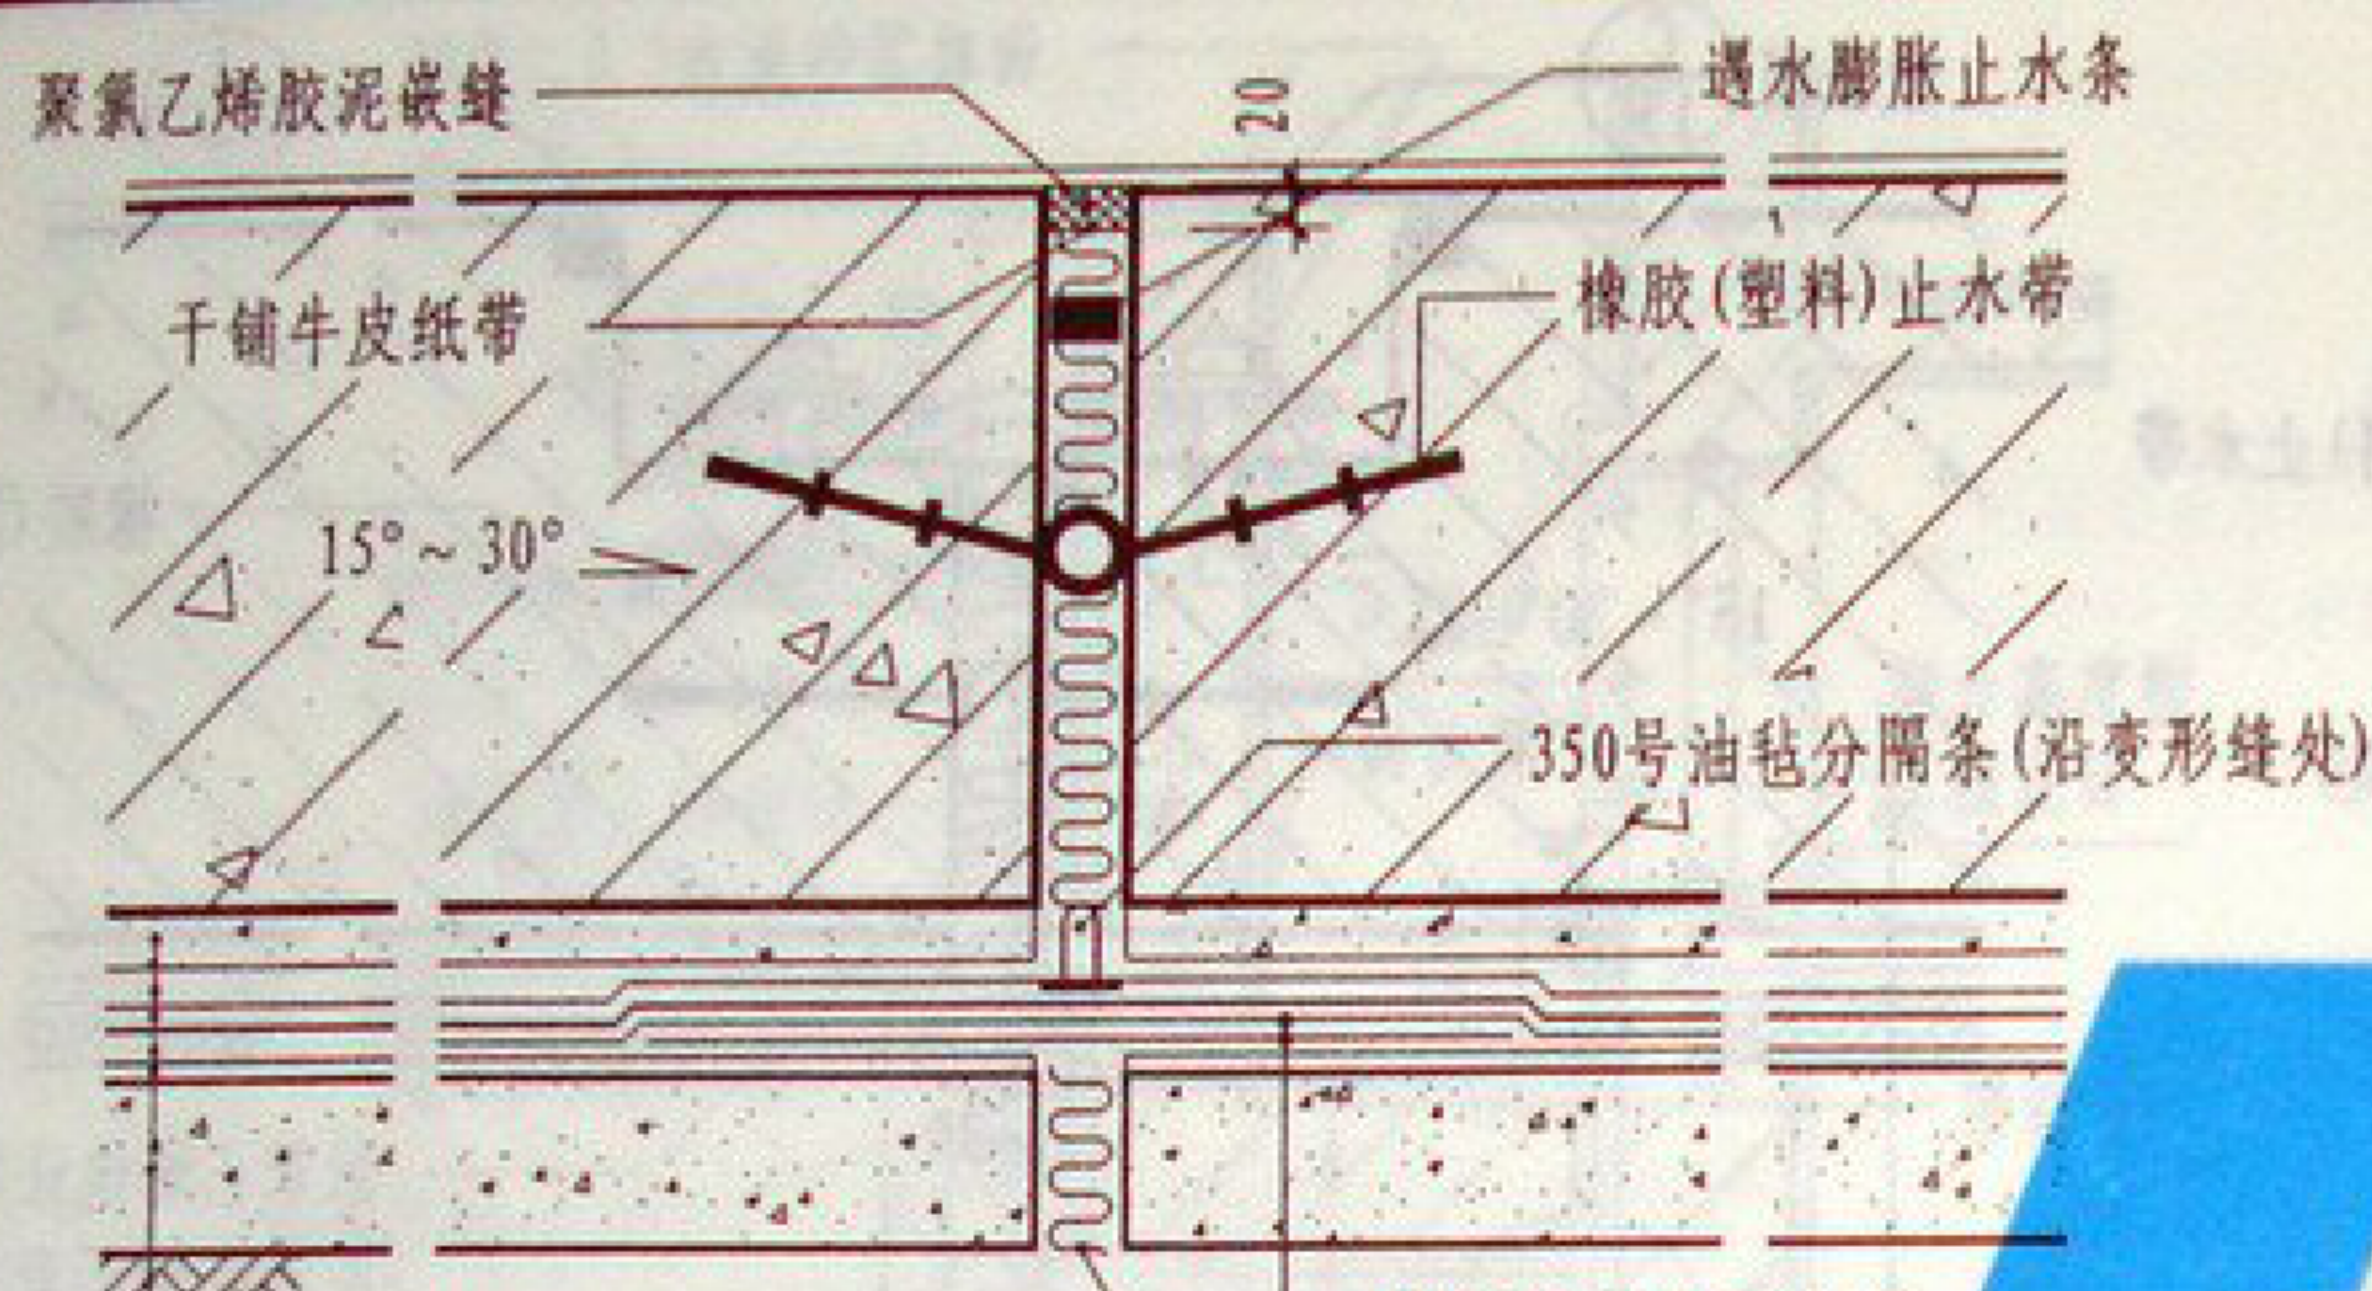 聚氯乙烯胶泥嵌缝
20
遇水膨胀止水条
干铺牛皮纸带
橡胶(塑料)止水带
15°~30°
350号油毡分隔条(沿变形缝处)